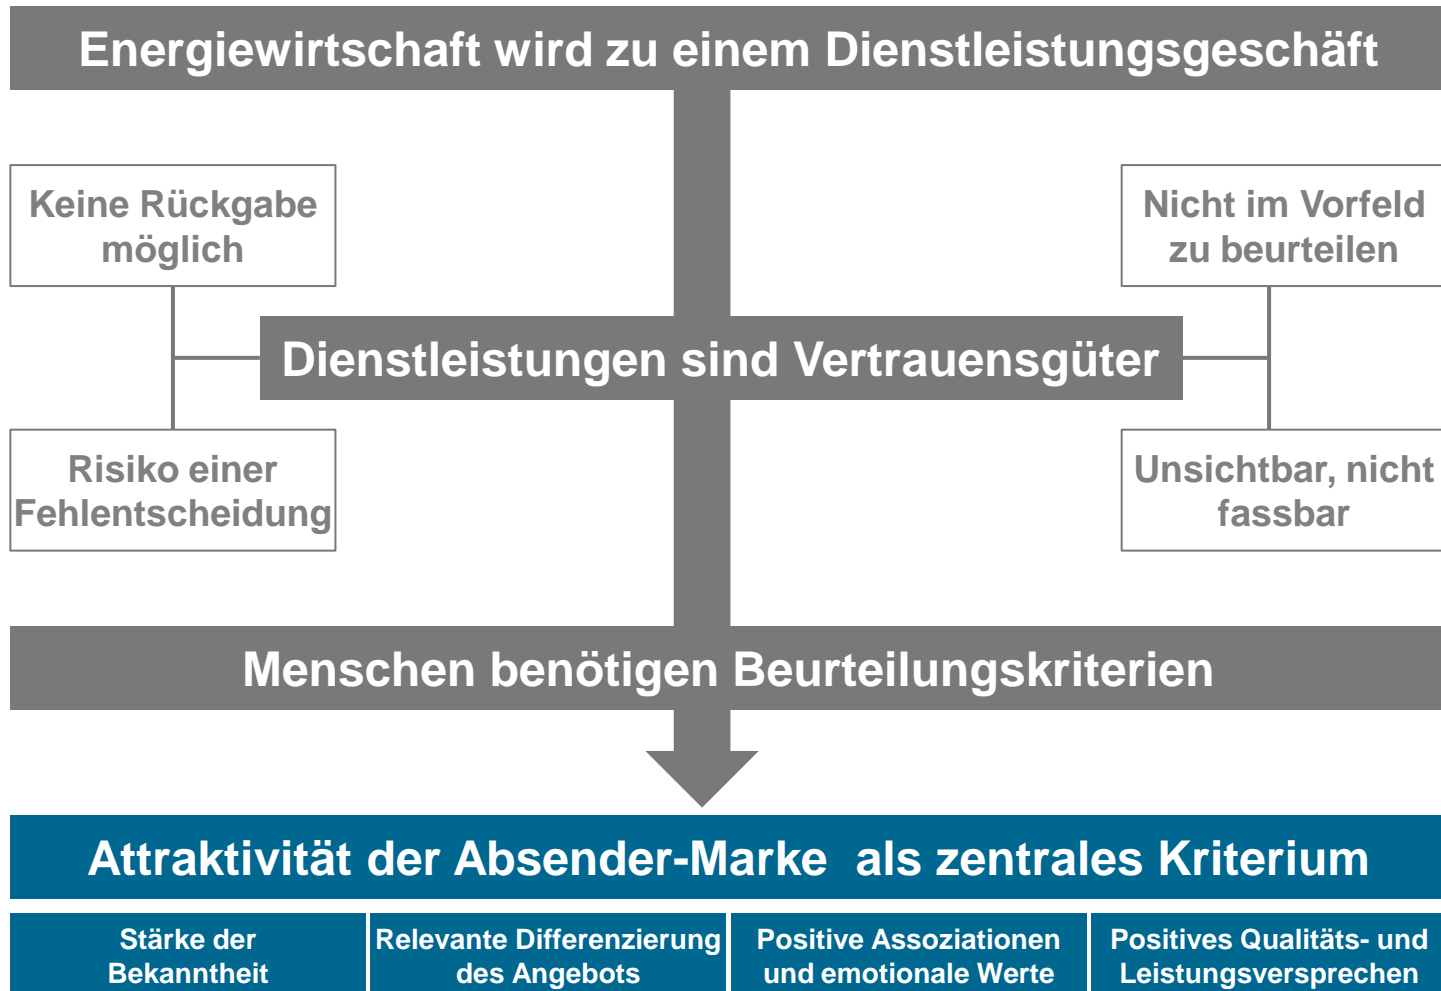 Energiewirtschaft wird zu einem Dienstleistungsgeschäft
Keine Rückgabe
möglich
Nicht im Vorfeld
zu beurteilen
Dienstleistungen sind Vertrauensgüter
Risiko einer
Fehlentscheidung
Unsichtbar, nicht
fassbar
Menschen benötigen Beurteilungskriterien
Attraktivität der Absender-Marke als zentrales Kriterium
Stärke der
Bekanntheit
Relevante Differenzierung
des Angebots
Positive Assoziationen
und emotionale Werte
Positives Qualitäts- und
Leistungsversprechen